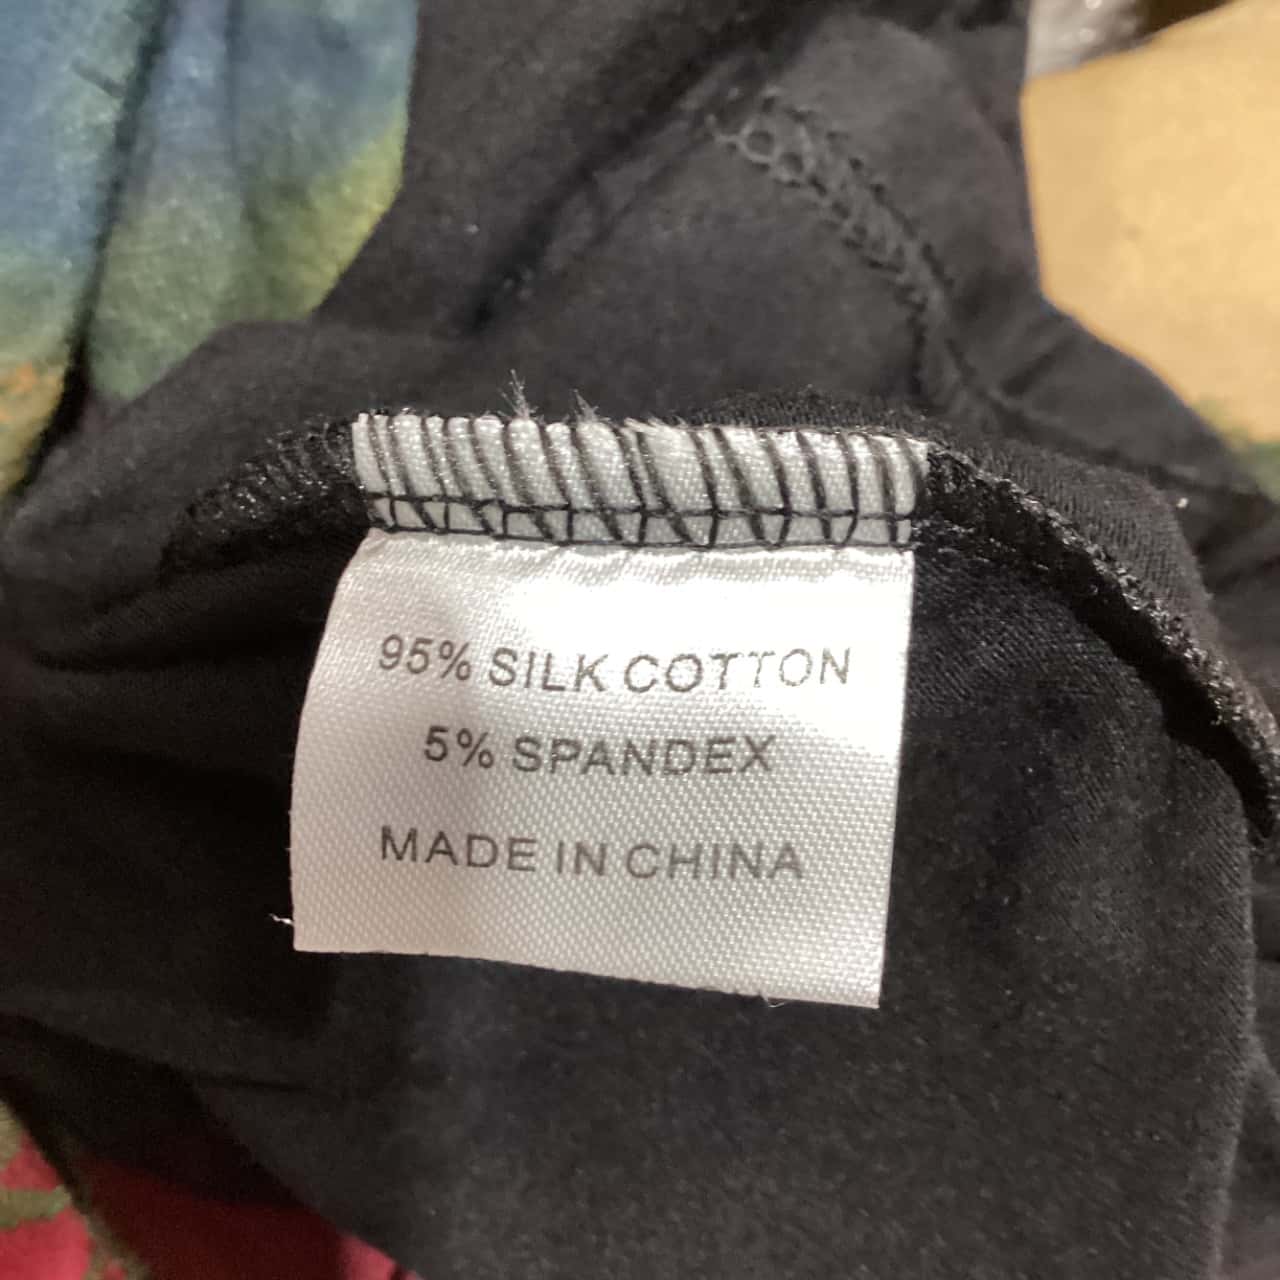 95% SILK COTTON
5% SPANDEX
MADE IN CHINA